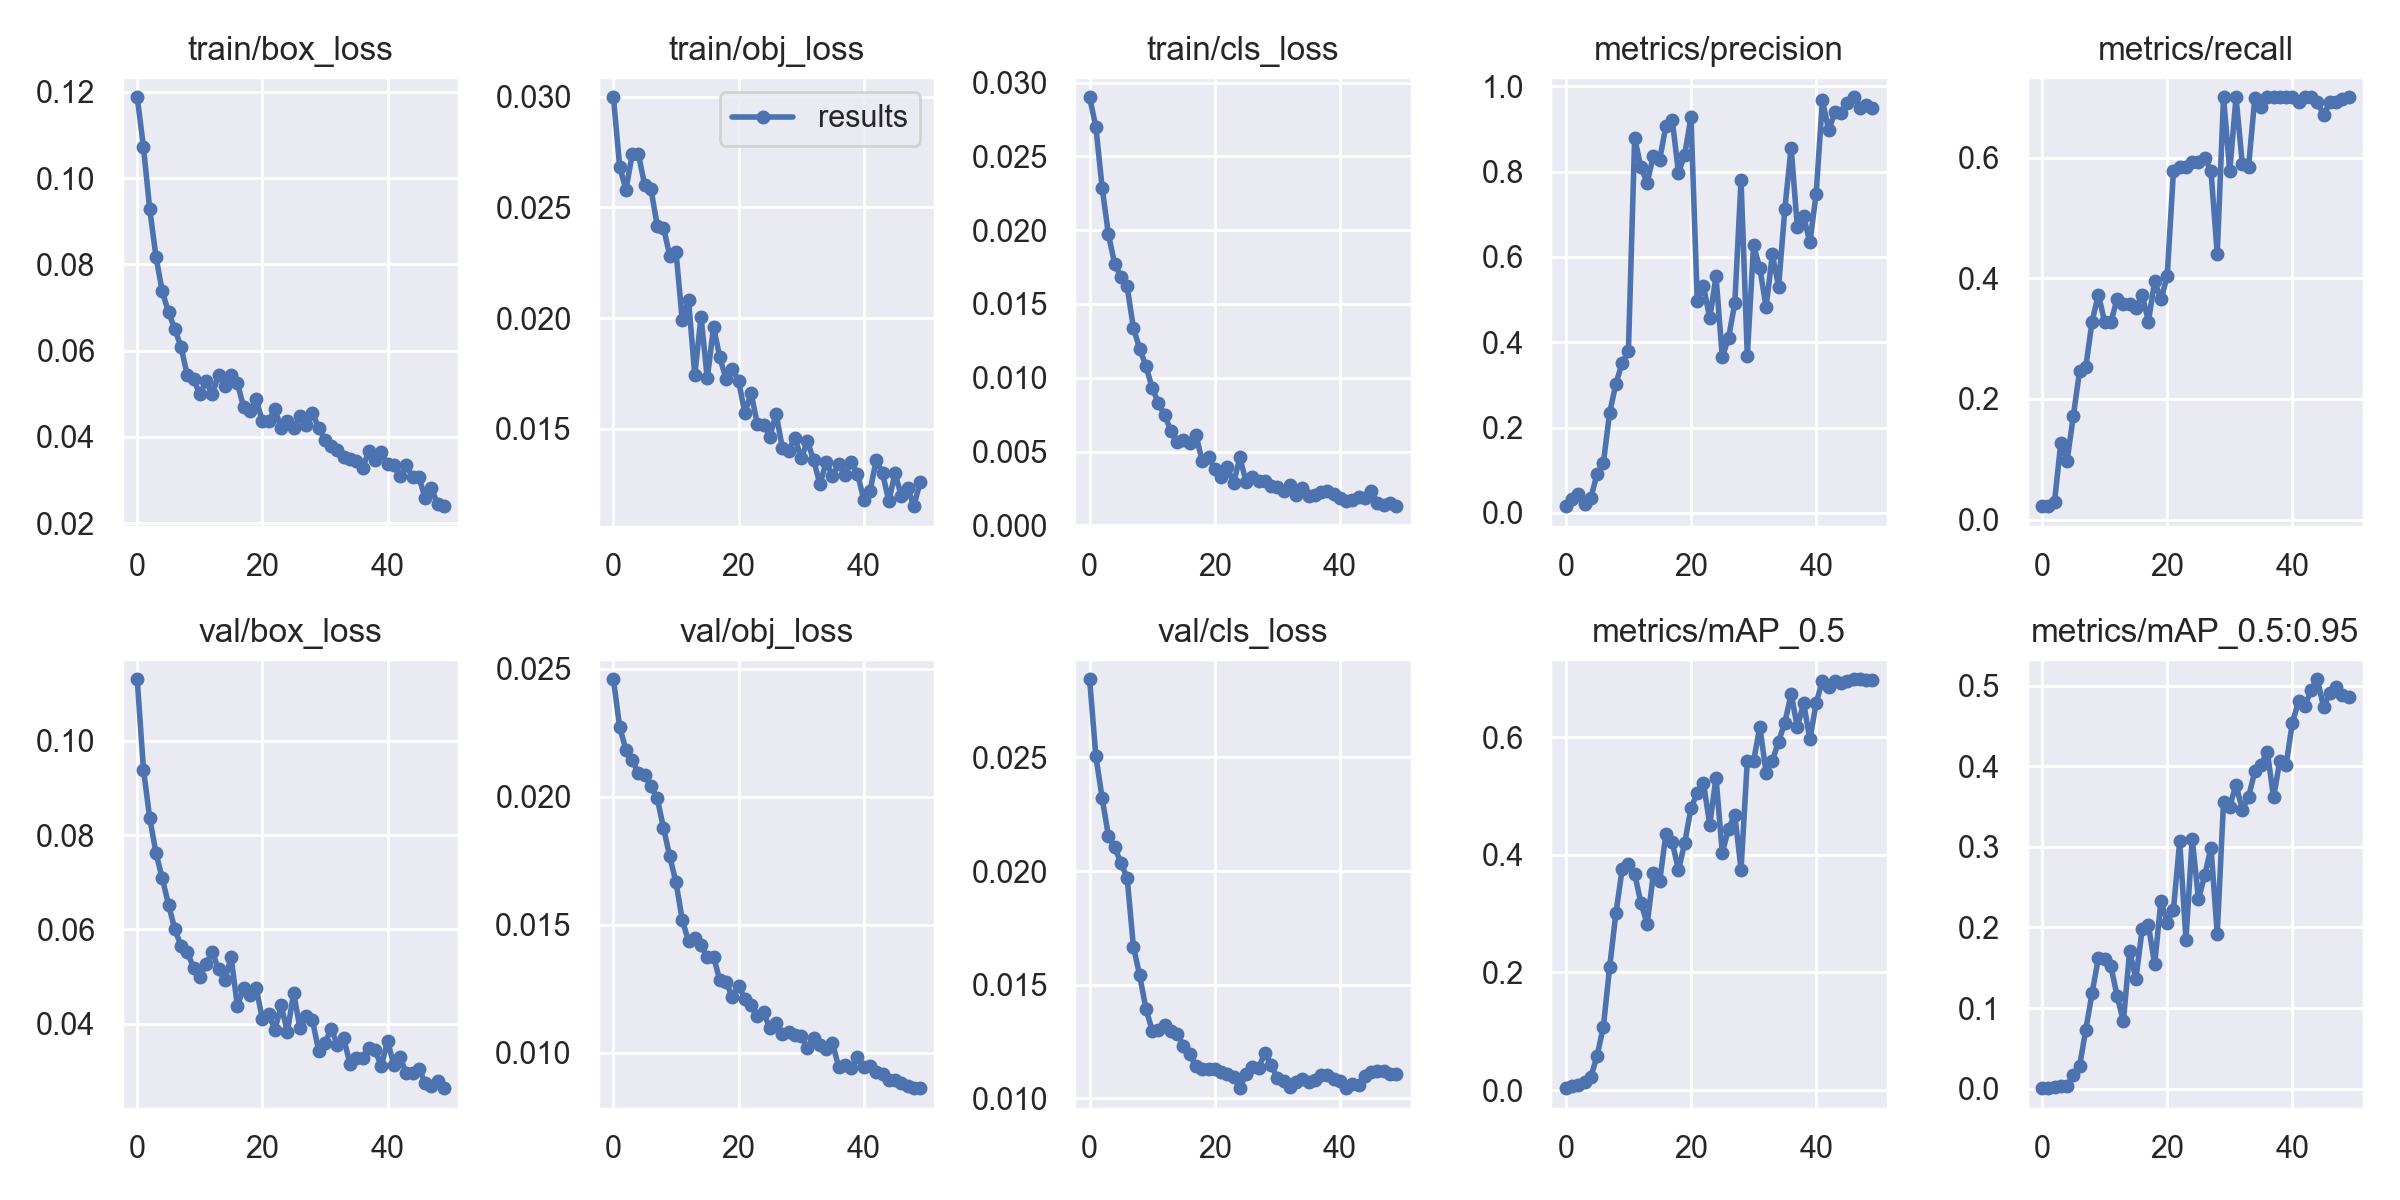 train/box_loss
0.12
0.10
0.08
0.06
0.04
0.02
0 20 40
train/obj_loss
results
0.030
0.025
0.020
0.015
0 20 40
train/cls_loss
0.030
0.025
0.020
0.015
0.010
0.005
0.000
0 20 40
metrics/precision
1.0
0.8
0.6
0.4
0.2
0.0
0 20 40
metrics/recall
0.6
0.4
0.2
0.0
0 20 40
val/box_loss
0.10
0.08
0.06
0.04
0 20 40
val/obj_loss
0.025
0.020
0.015
0.010
0 20 40
val/cls_loss
0.025
0.020
0.015
0.010
0 20 40
metrics/mAP_0.5
0.6
0.4
0.2
0.0
0 20 40
metrics/mAP_0.5:0.95
0.5
0.4
0.3
0.2
0.1
0.0
0 20 40